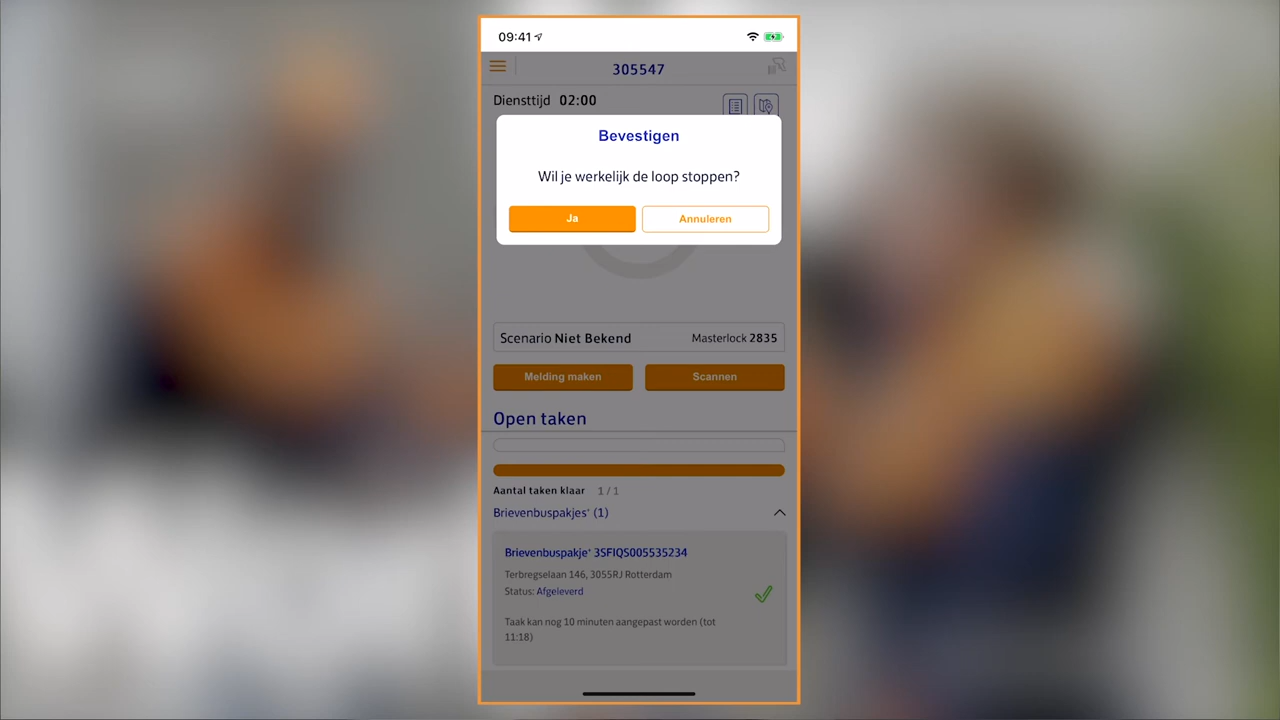 09:41
305547
Diensttijd 02:00
Bevestigen
Wil je werkelijk de loop stoppen?
Ja Annuleren
Scenario Niet Bekend Masterlock 2835
Melding maken Scannen
Open taken
Aantal taken klaar 1 / 1
Brievenbuspakjes⁺ (1)
Brievenbuspakje⁺ 3SFIQS005535234
Terbregselaan 146, 3055RJ Rotterdam
Status: Afgeleverd
Taak kan nog 10 minuten aangepast worden (tot
11:18)